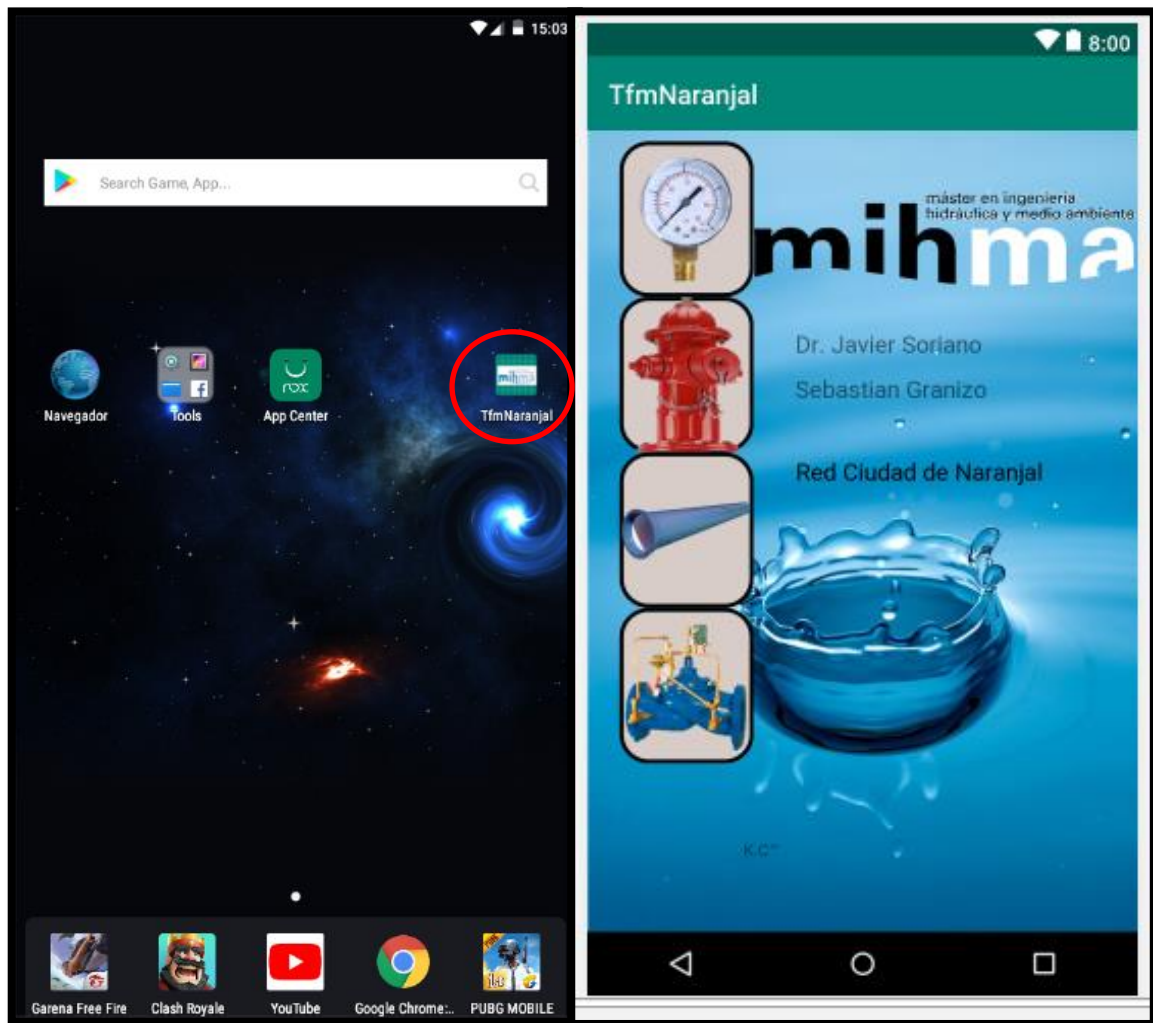 15:03
Search Game, App...
rox
mihma
Navegador
Tools
App Center
TfmNaranjal
Garena Free Fire
Clash Royale
YouTube
Google Chrome:...
PUBG MOBILE
8:00
TfmNaranjal
máster en ingeniería
hidráulica y medio ambiente
mihma
Dr. Javier Soriano
Sebastian Granizo
Red Ciudad de Naranjal